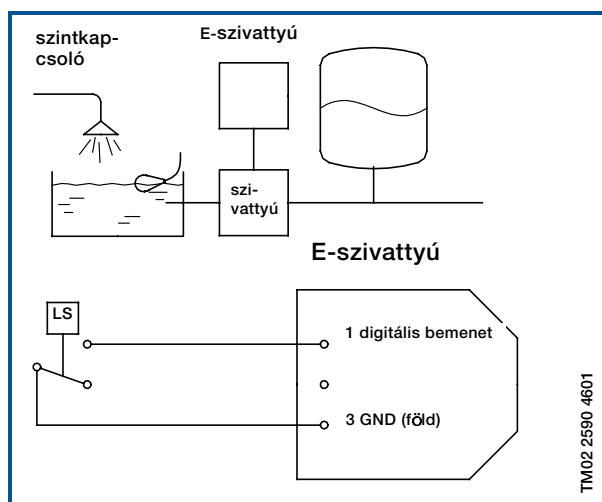 szintkap-
csoló
E-szivattyú
szi-
vattyú
E-szivattyú
LS
1 digitális bemenet
3 GND (föld)
TM02 2590 4601